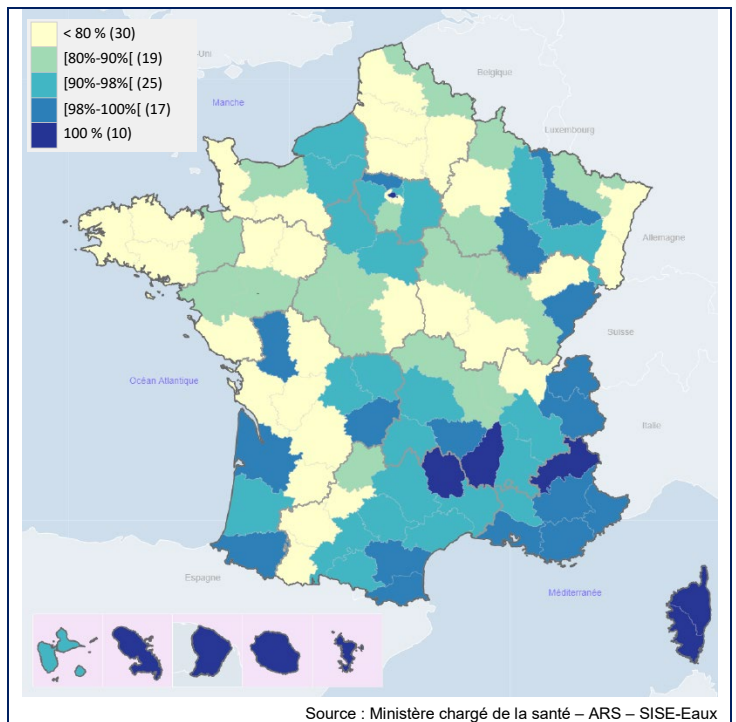 < 80 % (30)
[80%-90%[ (19)
[90%-98%[ (25)
[98%-100%[ (17)
100 % (10)
-Uni
Belgique
Manche
Luxembourg
Allemagne
Suisse
Océan Atlantique
Italie
Espagne
Méditerranée
Source : Ministère chargé de la santé – ARS – SISE-Eaux